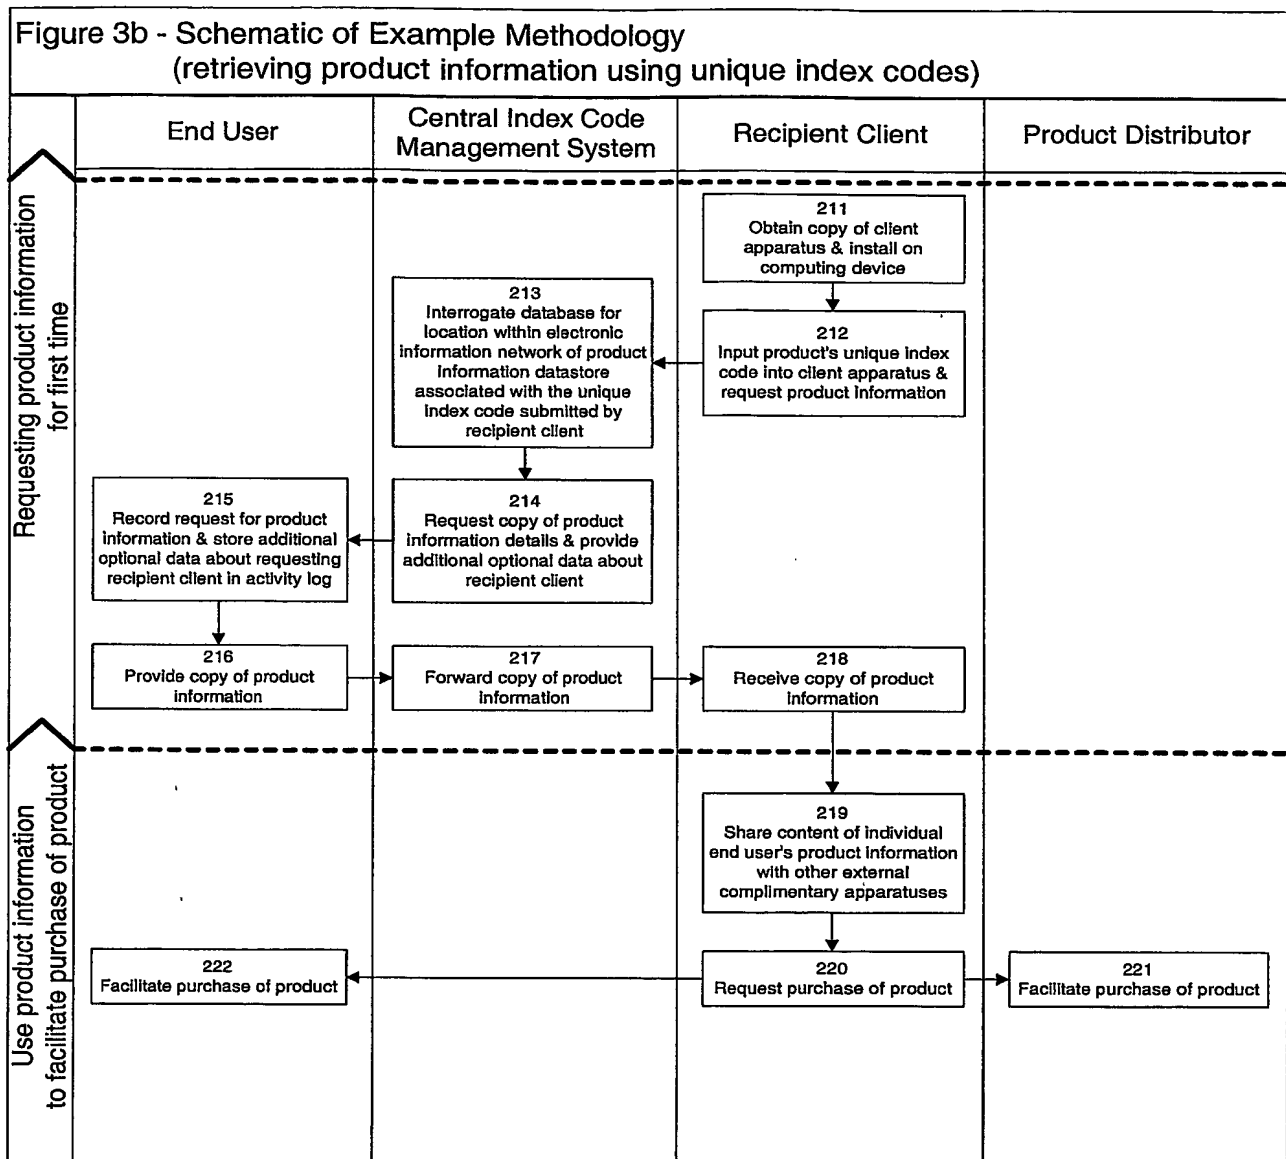 Figure 3b - Schematic of Example Methodology
(retrieving product information using unique index codes)
End User
Central Index Code
Management System
Recipient Client
Product Distributor
Requesting product information
for first time
211
Obtain copy of client
apparatus & install on
computing device
212
Input product's unique index
code into client apparatus &
request product information
213
Interrogate database for
location within electronic
information network of product
information datastore
associated with the unique
index code submitted by
recipient client
214
Request copy of product
information details & provide
additional optional data about
recipient client
215
Record request for product
information & store additional
optional data about requesting
recipient client in activity log
216
Provide copy of product
information
217
Forward copy of product
information
218
Receive copy of product
information
Use product information
to facilitate purchase of product
219
Share content of individual
end user's product information
with other external
complimentary apparatuses
222
Facilitate purchase of product
220
Request purchase of product
221
Facilitate purchase of product